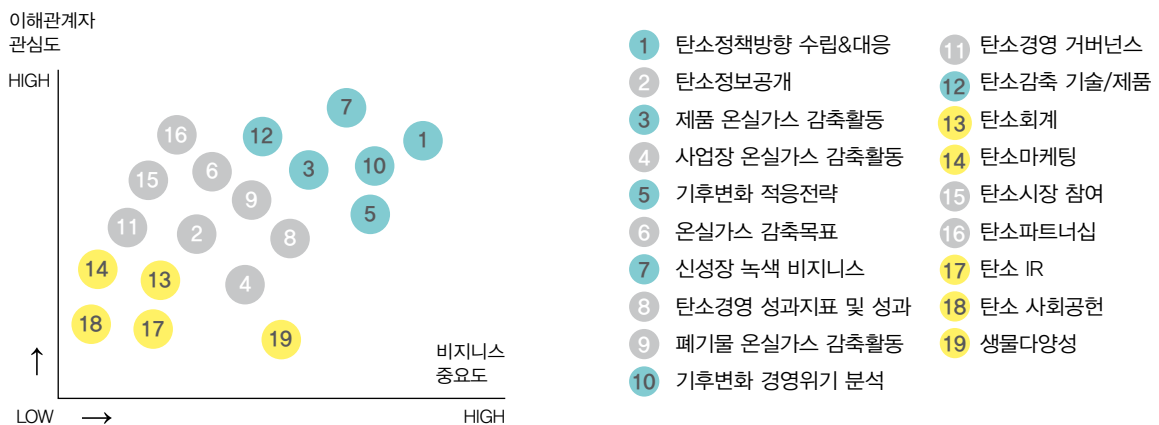 이해관계자
관심도
HIGH
7
16
12
1
3
10
6
15
9
5
11
2
8
14
13
4
18
17
19
비지니스
중요도
LOW
HIGH
1 탄소정책방향 수립&대응
2 탄소정보공개
3 제품 온실가스 감축활동
4 사업장 온실가스 감축활동
5 기후변화 적응전략
6 온실가스 감축목표
7 신성장 녹색 비지니스
8 탄소경영 성과지표 및 성과
9 폐기물 온실가스 감축활동
10 기후변화 경영위기 분석
11 탄소경영 거버넌스
12 탄소감축 기술/제품
13 탄소회계
14 탄소마케팅
15 탄소시장 참여
16 탄소파트너십
17 탄소 IR
18 탄소 사회공헌
19 생물다양성